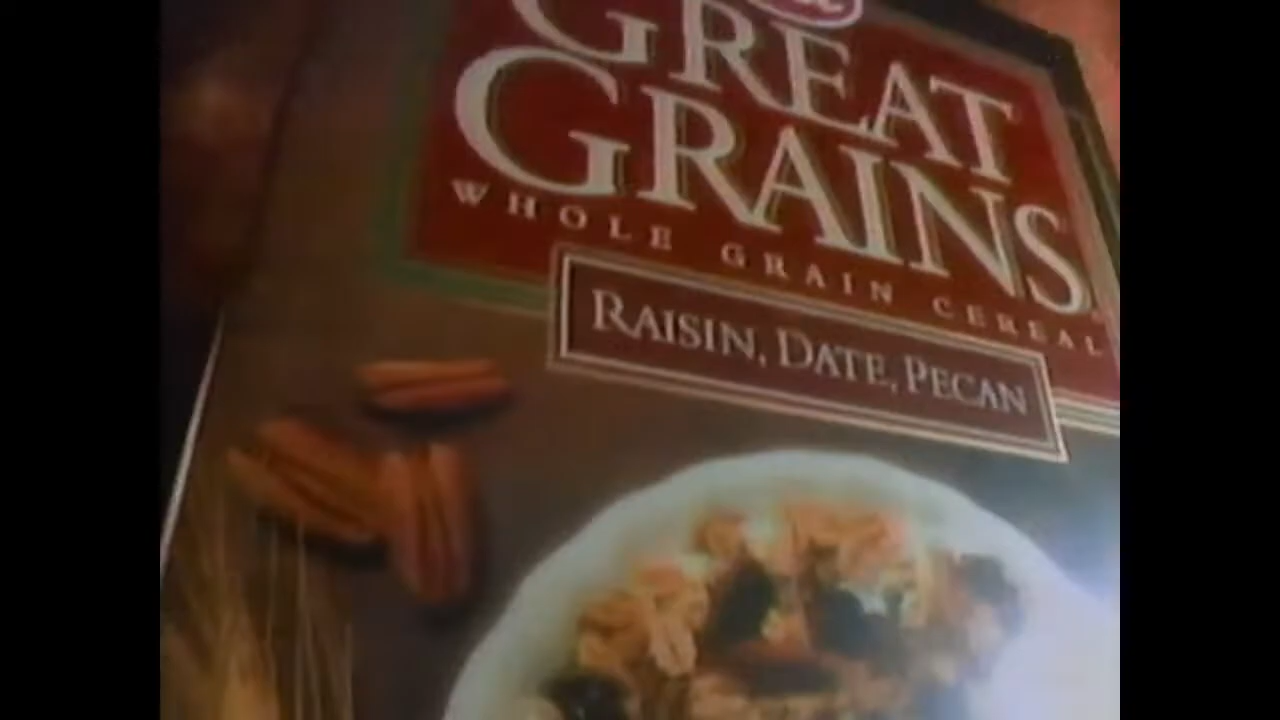 GREAT
GRAINS
WHOLE GRAIN CEREAL
RAISIN, DATE, PECAN